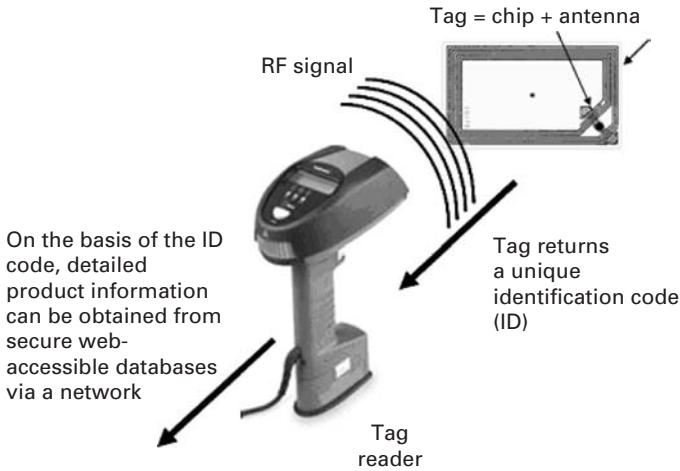 Tag = chip + antenna
RF signal
Tag returns
a unique
identification code
(ID)
On the basis of the ID
code, detailed
product information
can be obtained from
secure web-
accessible databases
via a network
Tag
reader